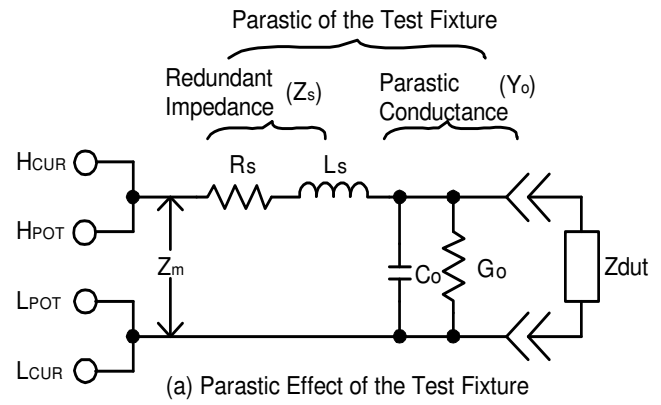 Parastic of the Test Fixture
Redundant Impedance (Zs)
Parastic Conductance (Yo)
HCUR
Rs
Ls
HPOT
Zm
Co
Go
Zdut
LPOT
LCUR
(a) Parastic Effect of the Test Fixture